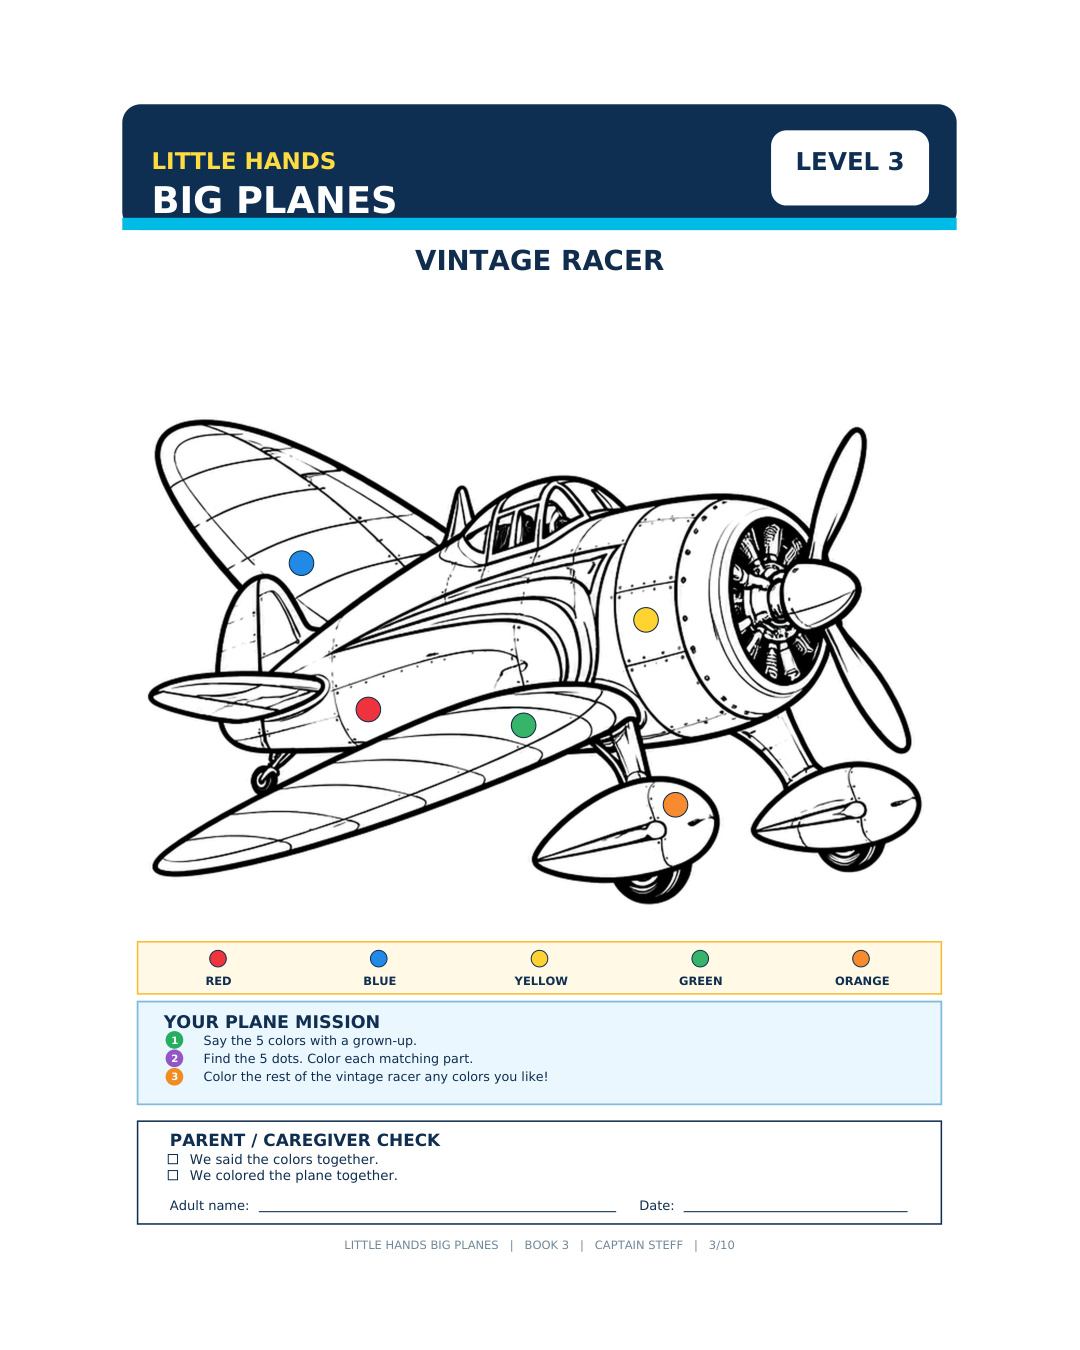 LITTLE HANDS
BIG PLANES
LEVEL 3
VINTAGE RACER
RED BLUE YELLOW GREEN ORANGE
YOUR PLANE MISSION
1 Say the 5 colors with a grown-up.
2 Find the 5 dots. Color each matching part.
3 Color the rest of the vintage racer any colors you like!
PARENT / CAREGIVER CHECK
☐ We said the colors together.
☐ We colored the plane together.
Adult name: ____ Date: ____
LITTLE HANDS BIG PLANES | BOOK 3 | CAPTAIN STEFF | 3/10